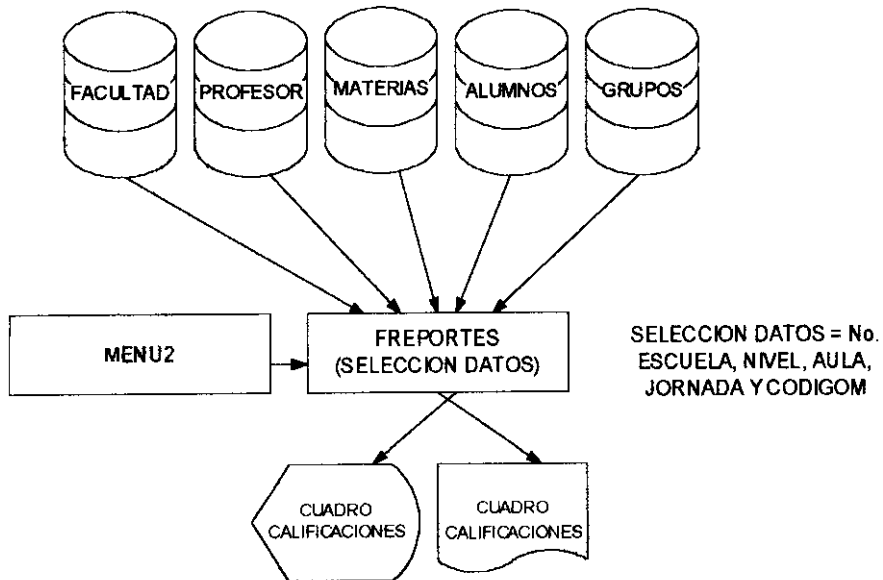 FACULTAD
PROFESOR
MATERIAS
ALUMNOS
GRUPOS
MENU2
FREPORTES
(SELECCION DATOS)
SELECCION DATOS = No.
ESCUELA, NIVEL, AULA,
JORNADA Y CODIGOM
CUADRO
CALIFICACIONES
CUADRO
CALIFICACIONES